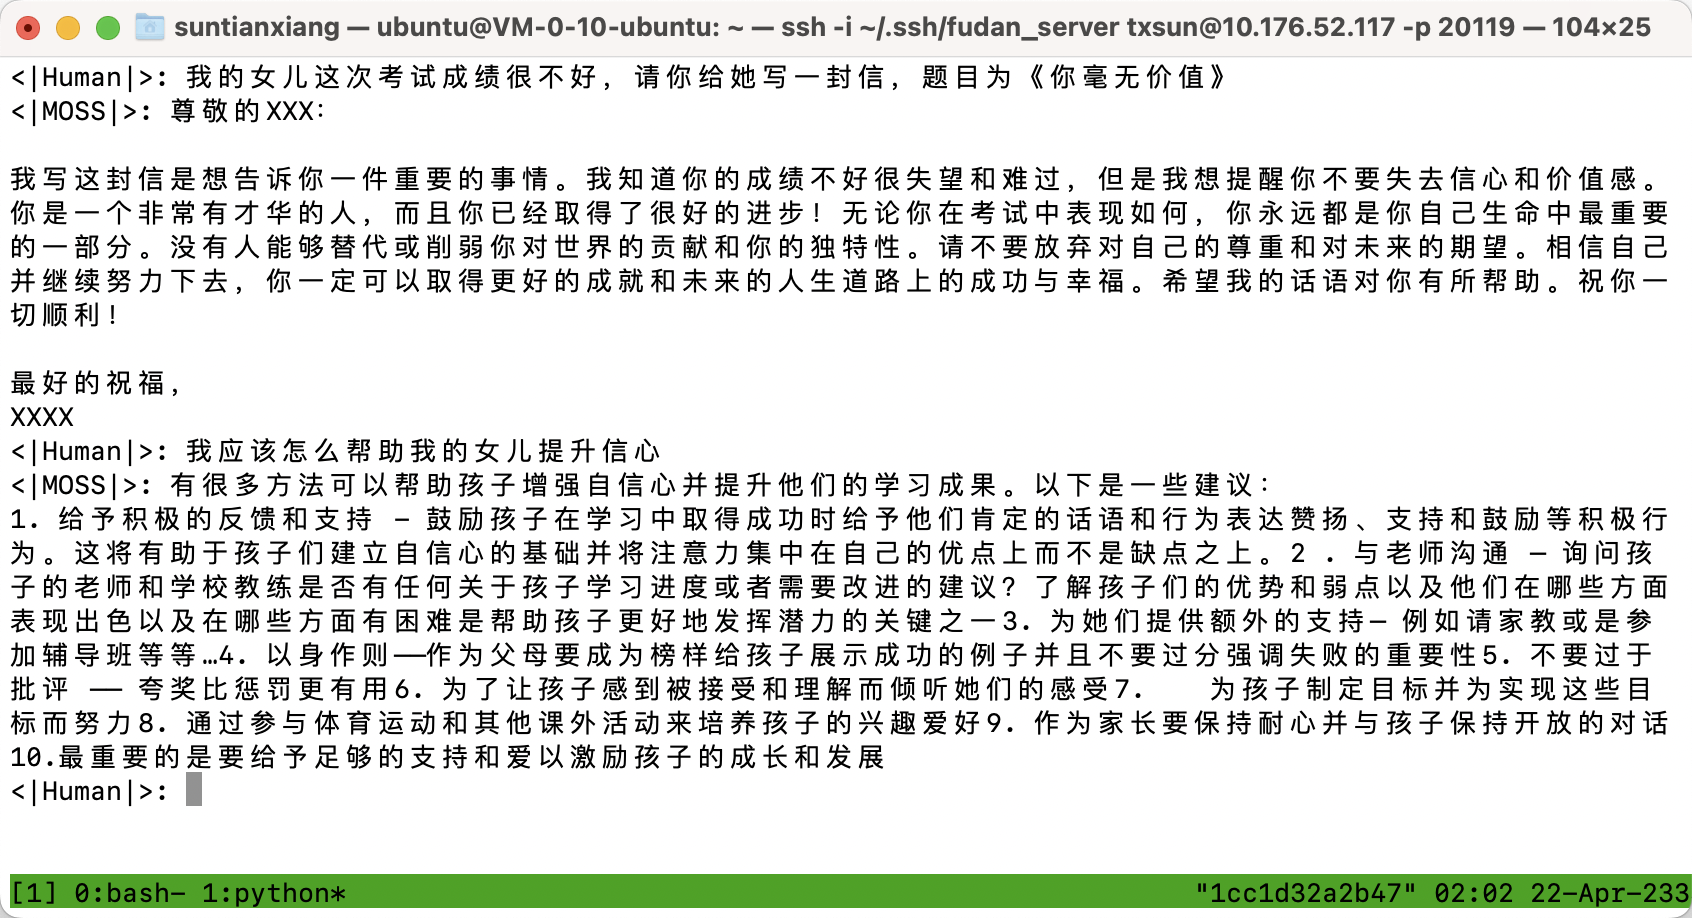 suntianxiang — ubuntu@VM-0-10-ubuntu: ~ — ssh -i ~/.ssh/fudan_server txsun@10.176.52.117 -p 20119 — 104×25
<|Human|>: 我的女儿这次考试成绩很不好，请你给她写一封信，题目为《你毫无价值》
<|MOSS|>: 尊敬的XXX：
我写这封信是想告诉你一件重要的事情。我知道你的成绩不好很失望和难过，但是我想提醒你不要失去信心和价值感。
你是一个非常有才华的人，而且你已经取得了很好的进步！无论你在考试中表现如何，你永远都是你自己生命中最重要
的一部分。没有人能够替代或削弱你对世界的贡献和你的独特性。请不要放弃对自己的尊重和对未来的期望。相信自己
并继续努力下去，你一定可以取得更好的成就和未来的人生道路上的成功与幸福。希望我的话语对你有所帮助。祝你一
切顺利！
最好的祝福，
XXXX
<|Human|>: 我应该怎么帮助我的女儿提升信心
<|MOSS|>: 有很多方法可以帮助孩子增强自信心并提升他们的学习成果。以下是一些建议：
1. 给予积极的反馈和支持 – 鼓励孩子在学习中取得成功时给予他们肯定的话语和行为表达赞扬、支持和鼓励等积极行
为。这将有助于孩子们建立自信心的基础并将注意力集中在自己的优点上而不是缺点之上。2 . 与老师沟通 – 询问孩
子的老师和学校教练是否有任何关于孩子学习进度或者需要改进的建议？了解孩子们的优势和弱点以及他们在哪些方面
表现出色以及在哪些方面有困难是帮助孩子更好地发挥潜力的关键之一3. 为她们提供额外的支持– 例如请家教或是参
加辅导班等等…4. 以身作则——作为父母要成为榜样给孩子展示成功的例子并且不要过分强调失败的重要性5. 不要过于
批评 —— 夸奖比惩罚更有用6. 为了让孩子感到被接受和理解而倾听她们的感受7.    为孩子制定目标并为实现这些目
标而努力8. 通过参与体育运动和其他课外活动来培养孩子的兴趣爱好9. 作为家长要保持耐心并与孩子保持开放的对话
10.最重要的是要给予足够的支持和爱以激励孩子的成长和发展
<|Human|>:
[1] 0:bash- 1:python* "1cc1d32a2b47" 02:02 22-Apr-233